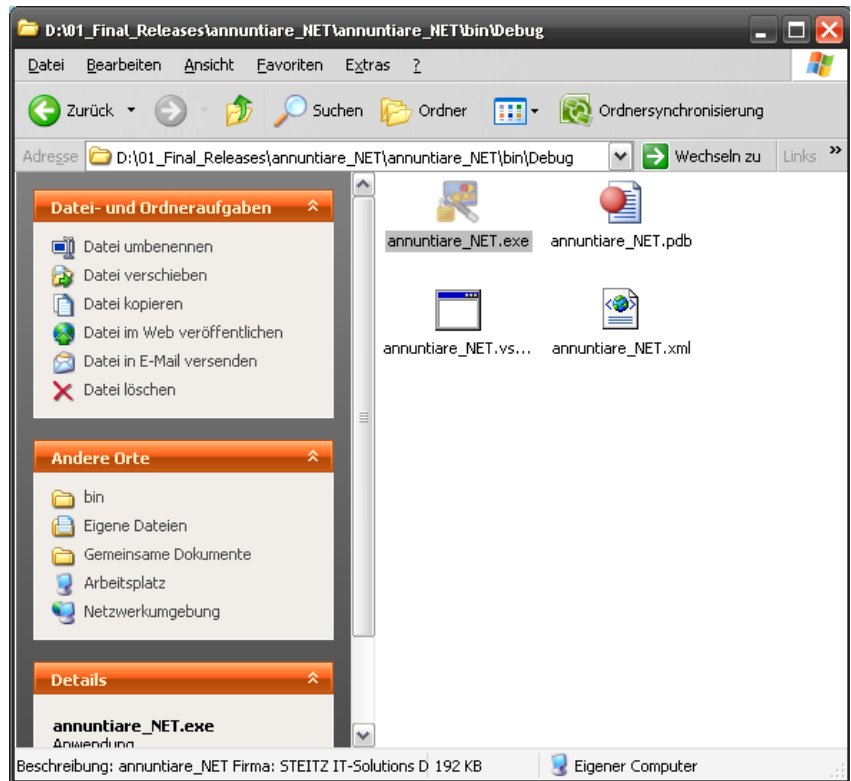 D:\01_Final_Releases\annuntiare_NET\annuntiare_NET\bin\Debug
Datei Bearbeiten Ansicht Favoriten Extras ?
Zurück Suchen Ordner Ordnersynchronisierung
Adresse D:\01_Final_Releases\annuntiare_NET\annuntiare_NET\bin\Debug Wechseln zu Links »
Datei- und Ordneraufgaben
Datei umbenennen
Datei verschieben
Datei kopieren
Datei im Web veröffentlichen
Datei in E-Mail versenden
Datei löschen
Andere Orte
bin
Eigene Dateien
Gemeinsame Dokumente
Arbeitsplatz
Netzwerkumgebung
Details
annuntiare_NET.exe
Anwendung
annuntiare_NET.exe annuntiare_NET.pdb
annuntiare_NET.vs... annuntiare_NET.xml
Beschreibung: annuntiare_NET Firma: STEITZ IT-Solutions D 192 KB Eigener Computer